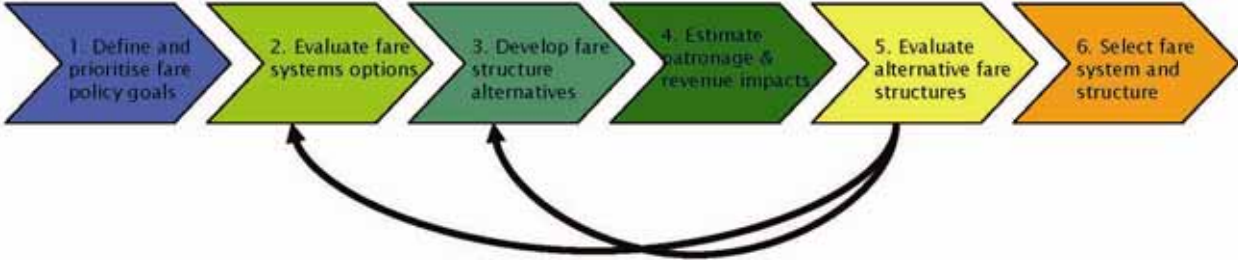 1. Define and
prioritise fare
policy goals
2. Evaluate fare
systems options
3. Develop fare
structure
alternatives
4. Estimate
patronage &
revenue impacts
5. Evaluate
alternative fare
structures
6. Select fare
system and
structure